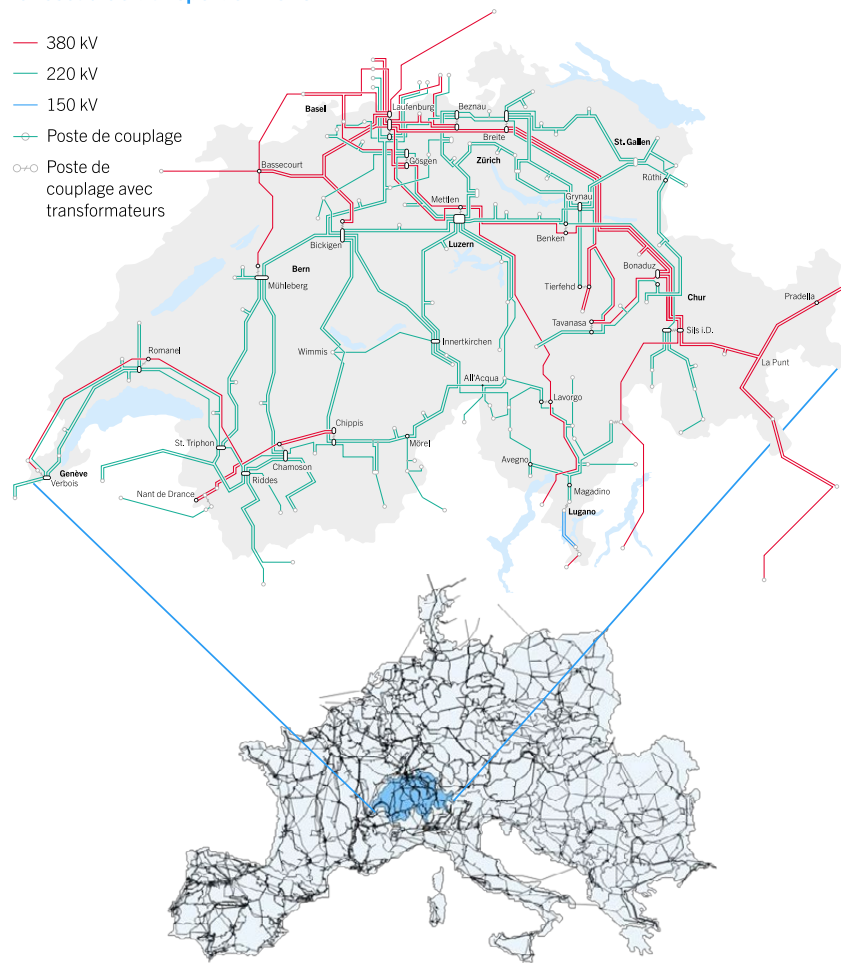 380 kV
220 kV
150 kV
Poste de couplage
Poste de
couplage avec
transformateurs
Basel
Laufenburg
Beznau
Breite
St. Gallen
Bassecourt
Gösgen
Zürich
Rüthi
Mettlen
Grynau
Bickigen
Luzern
Benken
Bern
Mühleberg
Bonaduz
Tierfehd
Chur
Pradella
Tavanasa
Sils i.D.
Romanel
Wimmis
Innertkirchen
La Punt
All'Acqua
Lavorgo
Chippis
St. Triphon
Mörel
Chamoson
Avegno
Genève
Verbois
Riddes
Nant de Drance
Magadino
Lugano